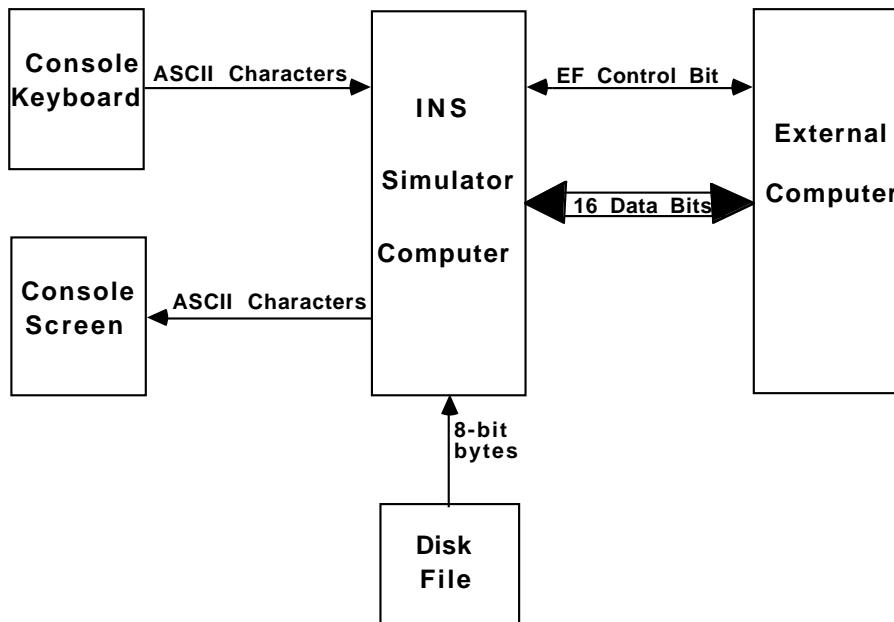 Console
Keyboard
ASCII Characters
INS
Simulator
Computer
EF Control Bit
16 Data Bits
External
Computer
Console
Screen
ASCII Characters
8-bit
bytes
Disk
File